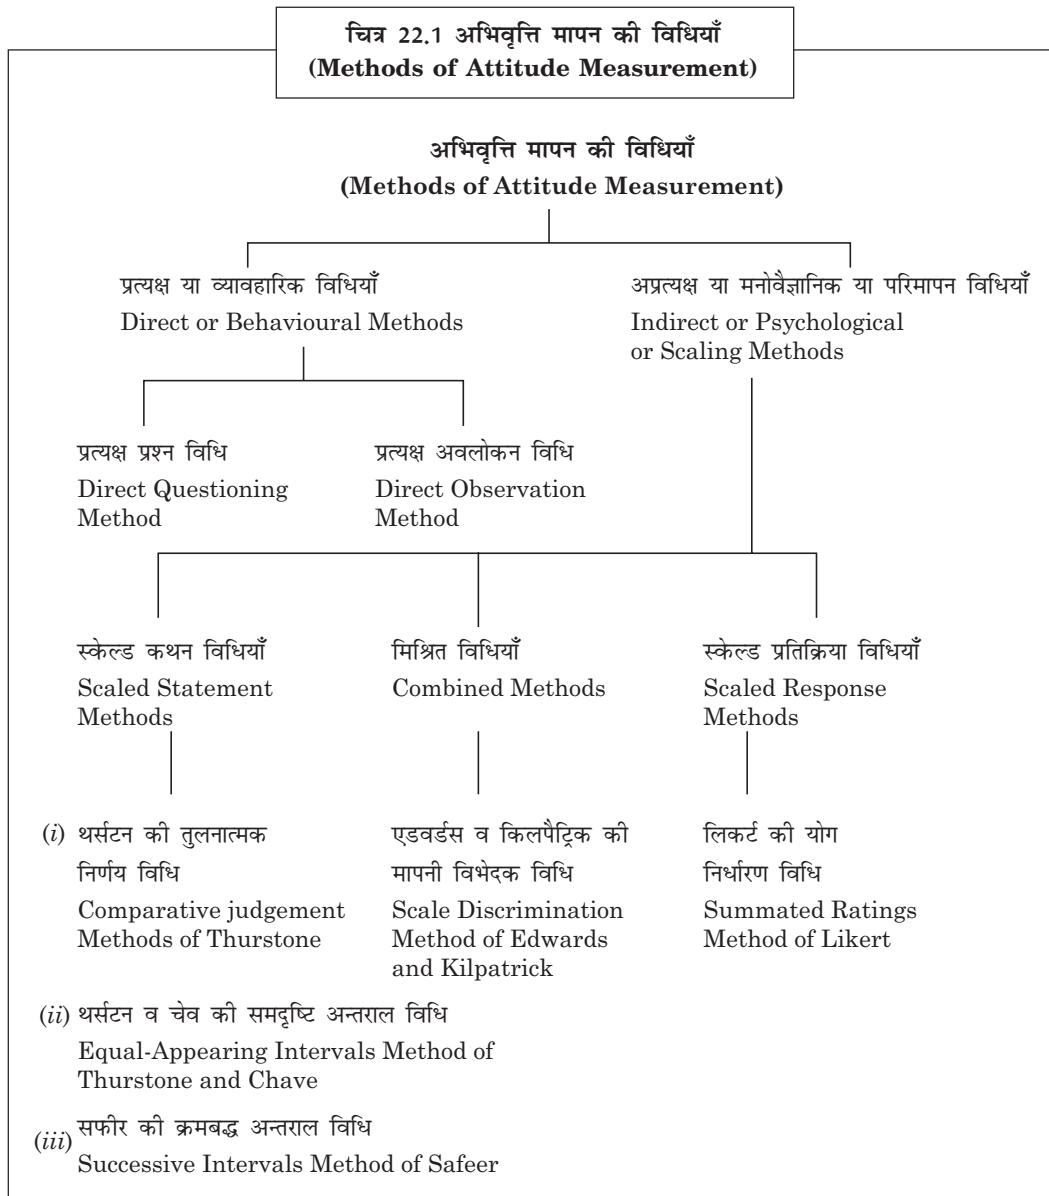 चित्र 22.1 अभिवृत्ति मापन की विधियाँ
(Methods of Attitude Measurement)
अभिवृत्ति मापन की विधियाँ
(Methods of Attitude Measurement)
प्रत्यक्ष या व्यावहारिक विधियाँ
Direct or Behavioural Methods
अप्रत्यक्ष या मनोवैज्ञानिक या परिमापन विधियाँ
Indirect or Psychological
or Scaling Methods
प्रत्यक्ष प्रश्न विधि
Direct Questioning
Method
प्रत्यक्ष अवलोकन विधि
Direct Observation
Method
स्केल्ड कथन विधियाँ
Scaled Statement
Methods
मिश्रित विधियाँ
Combined Methods
स्केल्ड प्रतिक्रिया विधियाँ
Scaled Response
Methods
(i) थर्सटन की तुलनात्मक
निर्णय विधि
Comparative judgement
Methods of Thurstone
एडवर्डस व किलपैट्रिक की
मापनी विभेदक विधि
Scale Discrimination
Method of Edwards
and Kilpatrick
लिकर्ट की योग
निर्धारण विधि
Summated Ratings
Method of Likert
(ii) थर्सटन व चेव की समदृष्टि अन्तराल विधि
Equal-Appearing Intervals Method of
Thurstone and Chave
(iii) सफीर की क्रमबद्ध अन्तराल विधि
Successive Intervals Method of Safeer